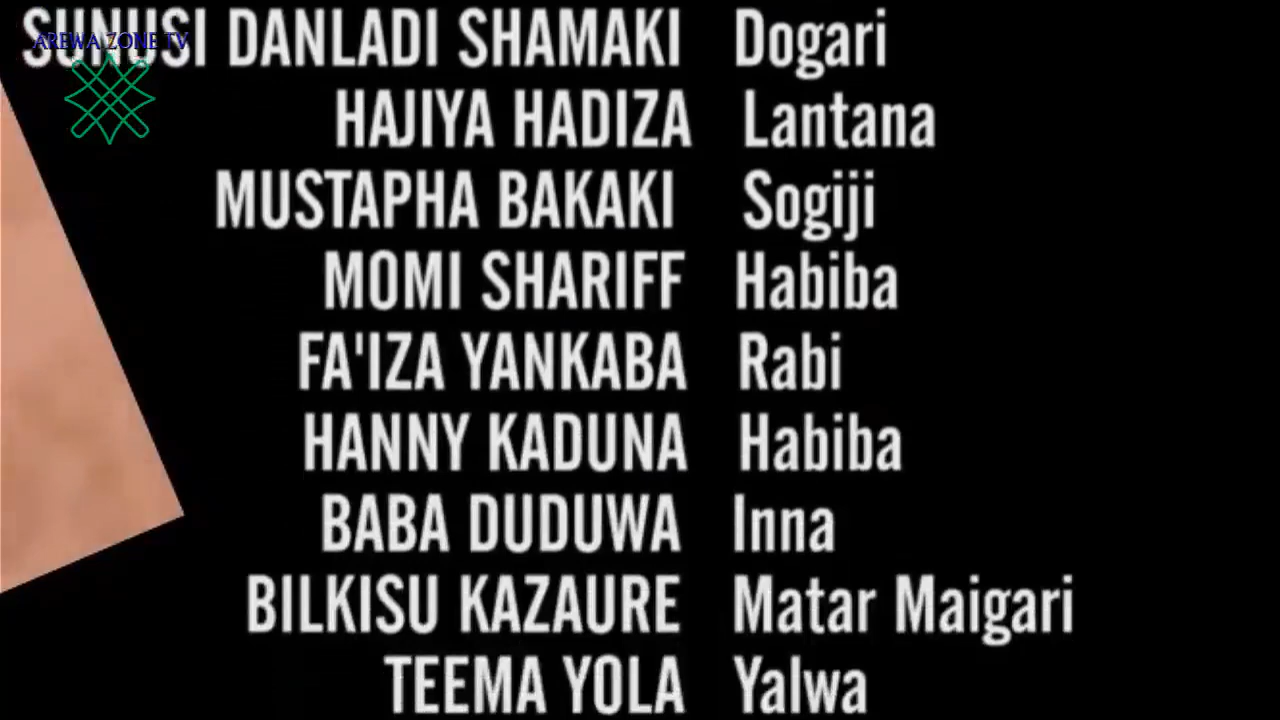 AREWA ZONE TV
SUNUSI DANLADI SHAMAKI Dogari
HAJIYA HADIZA Lantana
MUSTAPHA BAKAKI Sogiji
MOMI SHARIFF Habiba
FA'IZA YANKABA Rabi
HANNY KADUNA Habiba
BABA DUDUWA Inna
BILKISU KAZAURE Matar Maigari
TEEMA YOLA Yalwa